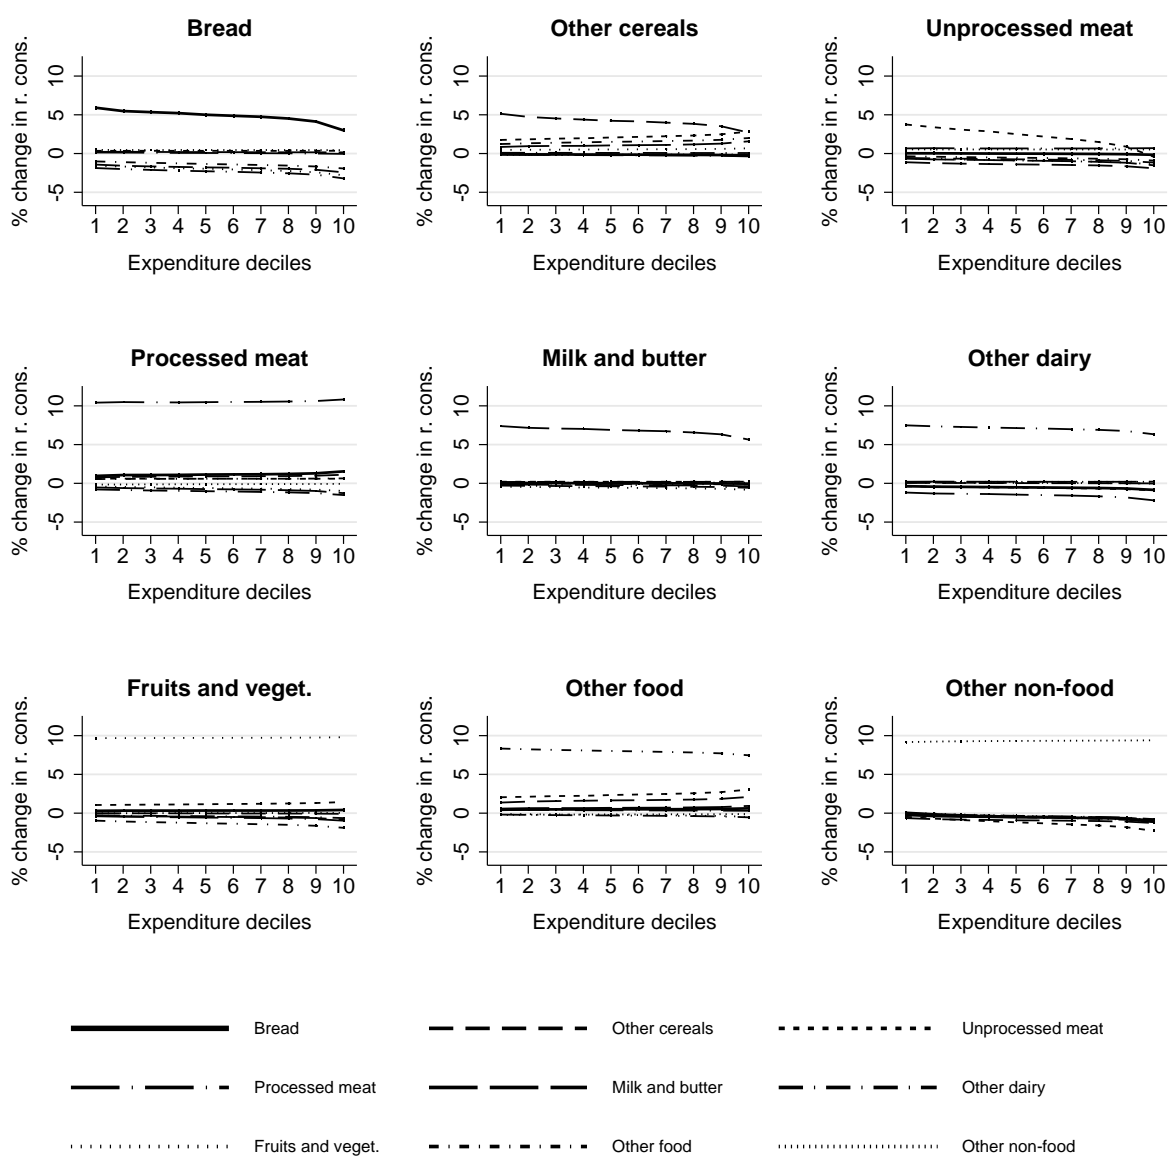 Bread
Other cereals
Unprocessed meat
% change in r. cons.
10
5
0
-5
1 2 3 4 5 6 7 8 9 10
Expenditure deciles
% change in r. cons.
10
5
0
-5
1 2 3 4 5 6 7 8 9 10
Expenditure deciles
% change in r. cons.
10
5
0
-5
1 2 3 4 5 6 7 8 9 10
Expenditure deciles
Processed meat
Milk and butter
Other dairy
% change in r. cons.
10
5
0
-5
1 2 3 4 5 6 7 8 9 10
Expenditure deciles
% change in r. cons.
10
5
0
-5
1 2 3 4 5 6 7 8 9 10
Expenditure deciles
% change in r. cons.
10
5
0
-5
1 2 3 4 5 6 7 8 9 10
Expenditure deciles
Fruits and veget.
Other food
Other non-food
% change in r. cons.
10
5
0
-5
1 2 3 4 5 6 7 8 9 10
Expenditure deciles
% change in r. cons.
10
5
0
-5
1 2 3 4 5 6 7 8 9 10
Expenditure deciles
% change in r. cons.
10
5
0
-5
1 2 3 4 5 6 7 8 9 10
Expenditure deciles
Bread
Other cereals
Unprocessed meat
Processed meat
Milk and butter
Other dairy
Fruits and veget.
Other food
Other non-food